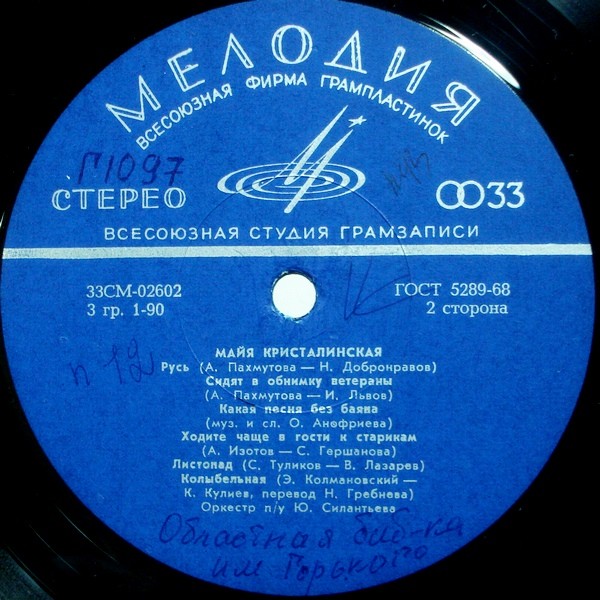 МЕЛОДИЯ
ВСЕСОЮЗНАЯ ФИРМА ГРАМПЛАСТИНОК
П1097
СТЕРЕО 33
ВСЕСОЮЗНАЯ СТУДИЯ ГРАМЗАПИСИ
33СМ-02602 ГОСТ 5289-68
3 гр. 1-90 2 сторона
п 12
МАЙЯ КРИСТАЛИНСКАЯ
Русь (А. Пахмутова — Н. Добронравов)
Сидят в обнимку ветераны
(А. Пахмутова — И. Львов)
Какая песня без баяна
(муз. и сл. О. Анофриева)
Ходите чаще в гости к старикам
(А. Изотов — С. Гершанова)
Листопад (С. Туликов — В. Лазарев)
Колыбельная (Э. Колмановский —
К. Кулиев, перевод Н. Гребнева)
Оркестр п/у Ю. Силантьева
Областная биб-ка
им Горького